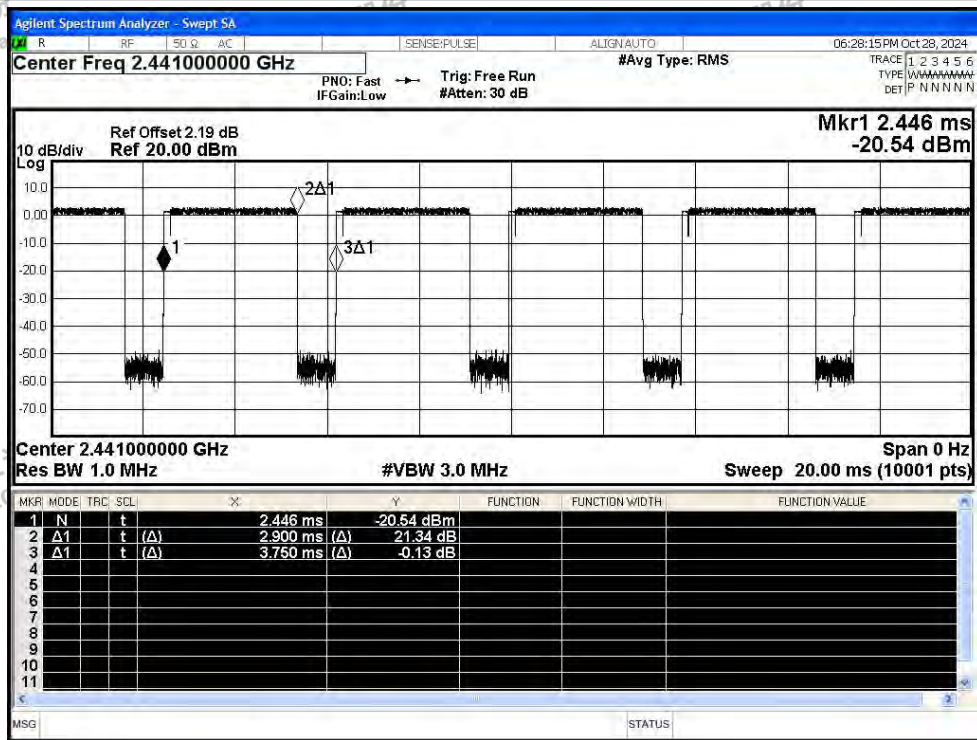 Agilent Spectrum Analyzer - Swept SA
R RF 50 Ω AC SENSE:PULSE ALIGN AUTO 06:28:15 PM Oct 28, 2024
Center Freq 2.441000000 GHz
PNO: Fast
IFGain:Low
Trig: Free Run
#Atten: 30 dB
#Avg Type: RMS
TRACE 1 2 3 4 5 6
TYPE WWWWWW
DET P N N N N N
Mkr1 2.446 ms
-20.54 dBm
Ref Offset 2.19 dB
10 dB/div Ref 20.00 dBm
Log
10.0
0.00
-10.0
-20.0
-30.0
-40.0
-50.0
-60.0
-70.0
2Δ1
1
3Δ1
Center 2.441000000 GHz Span 0 Hz
Res BW 1.0 MHz #VBW 3.0 MHz Sweep 20.00 ms (10001 pts)
MKR MODE TRC SCL X Y FUNCTION FUNCTION WIDTH FUNCTION VALUE
1 N t 2.446 ms -20.54 dBm
2 Δ1 t (Δ) 2.900 ms (Δ) 21.34 dB
3 Δ1 t (Δ) 3.750 ms (Δ) -0.13 dB
4
5
6
7
8
9
10
11
MSG STATUS